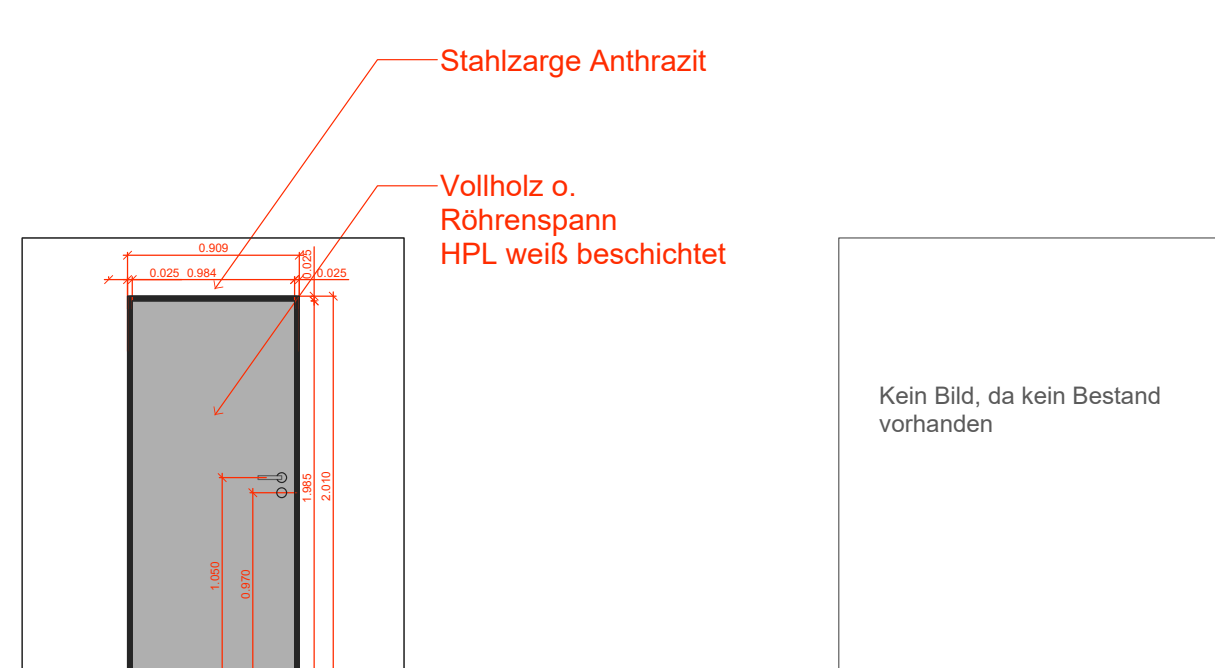 Stahlzarge Anthrazit
Vollholz o.
Röhrenspann
HPL weiß beschichtet
0.909
0.025
0.025 0.984
0.025
Kein Bild, da kein Bestand
vorhanden
1.985
2.010
1.050
0.970